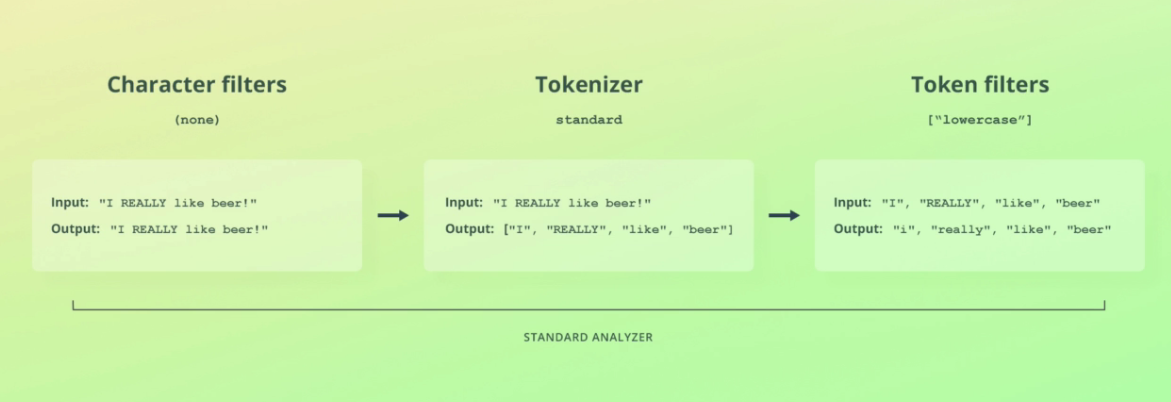 Character filters
(none)
Input: "I REALLY like beer!"
Output: "I REALLY like beer!"
Tokenizer
standard
Input: "I REALLY like beer!"
Output: ["I", "REALLY", "like", "beer"]
Token filters
["lowercase"]
Input: "I", "REALLY", "like", "beer"
Output: "i", "really", "like", "beer"
STANDARD ANALYZER